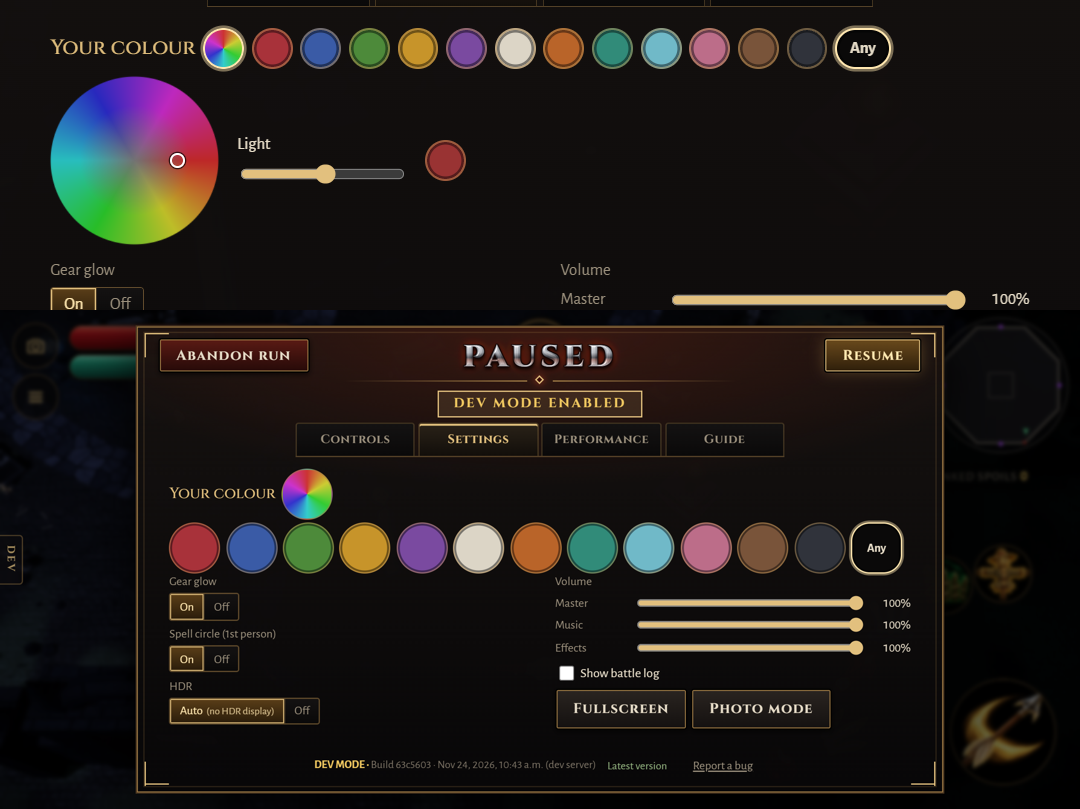 Your colour
Any
Light
Gear glow
On Off
Volume
Master 100%
Abandon Run
PAUSED
Resume
DEV MODE ENABLED
Controls Settings Performance Guide
Your colour
Any
Gear glow
On Off
Spell circle (1st person)
On Off
HDR
Auto (no HDR display) Off
Volume
Master 100%
Music 100%
Effects 100%
Show battle log
Fullscreen Photo mode
DEV
DEV MODE · Build 63c5603 · Nov 24, 2026, 10:43 a.m. (dev server) Latest version Report a bug